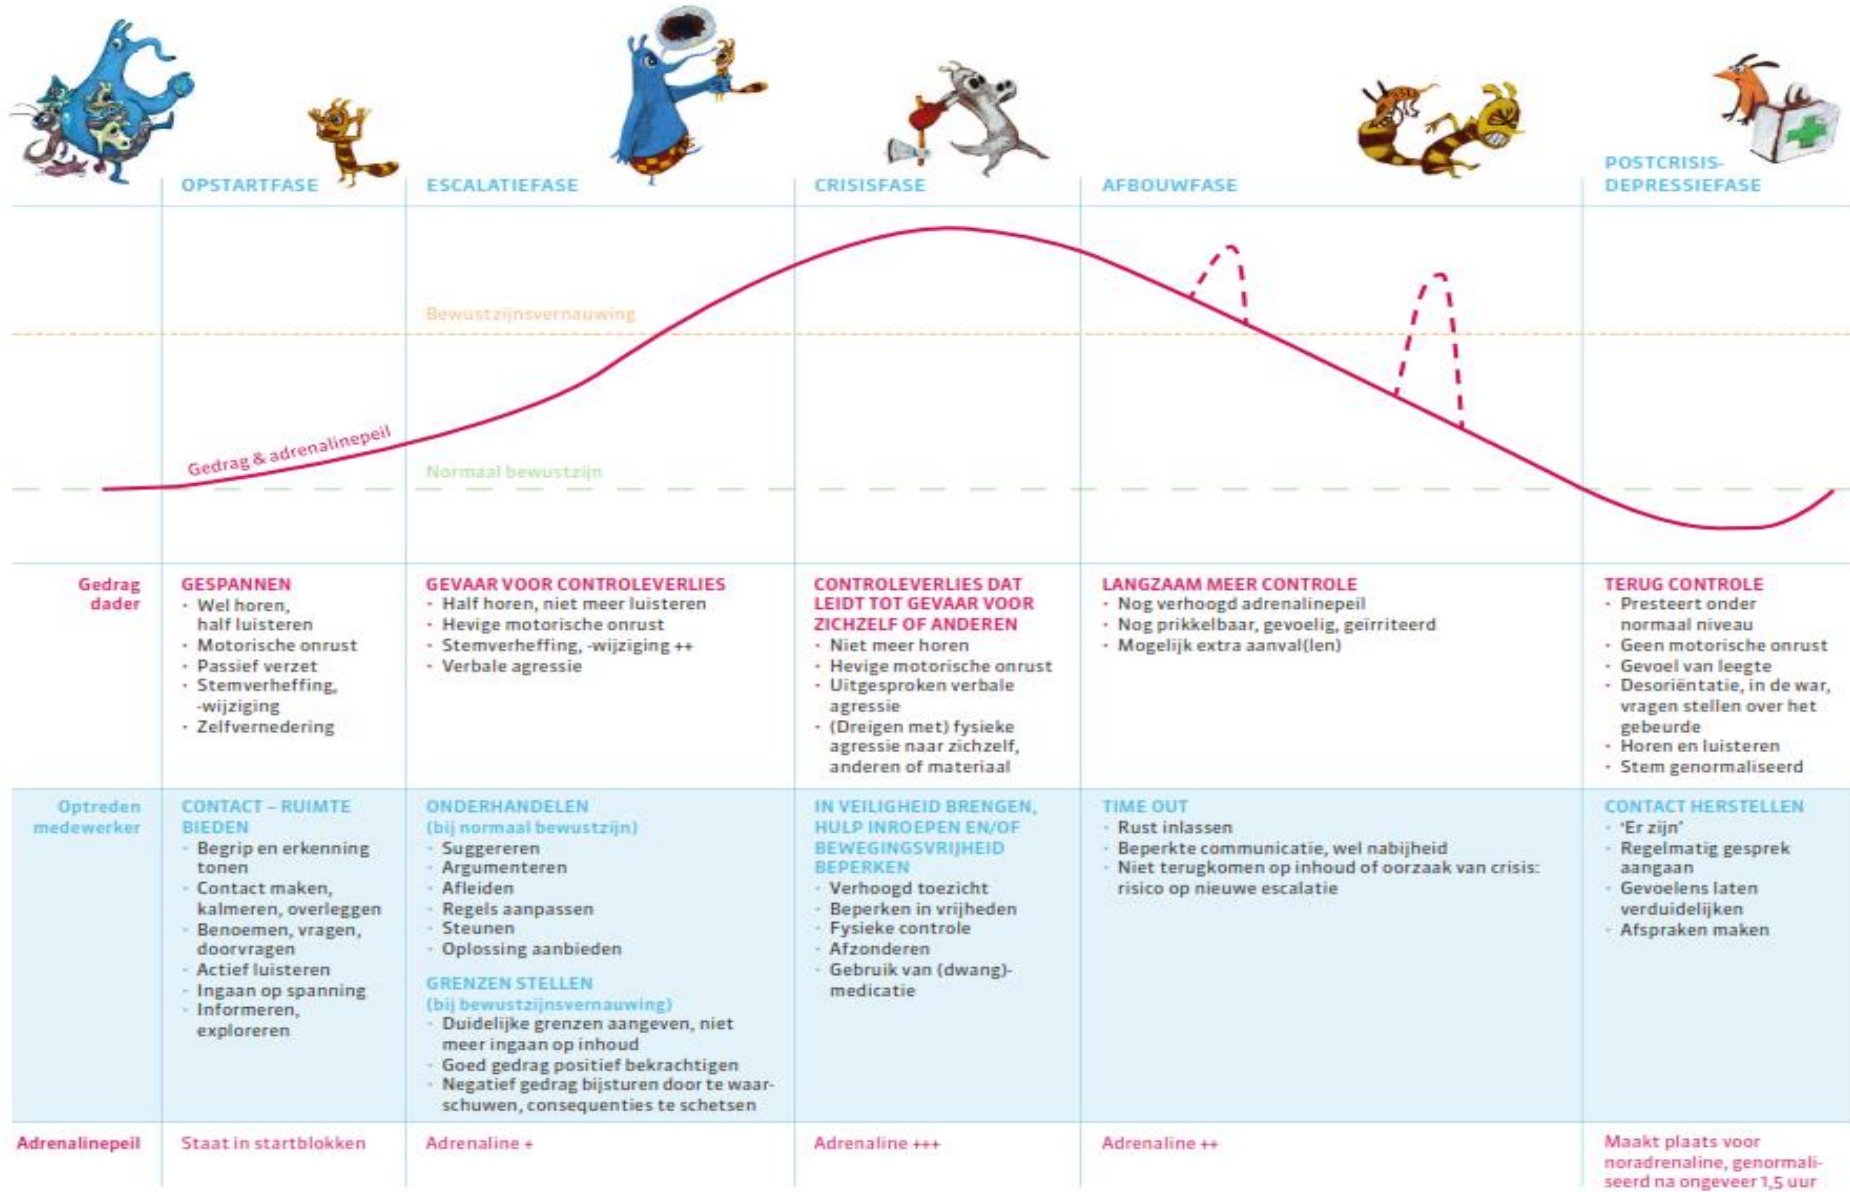 OPSTARTFASE
ESCALATIEFASE
CRISISFASE
AFBOUWFASE
POSTCRISIS-
DEPRESSIEFASE
Bewustzijnsvernauwing
Gedrag & adrenalinepeil
Normaal bewustzijn
Gedrag
dader
GESPANNEN
· Wel horen,
half luisteren
· Motorische onrust
· Passief verzet
· Stemverheffing,
-wijziging
· Zelfvernedering
GEVAAR VOOR CONTROLEVERLIES
· Half horen, niet meer luisteren
· Hevige motorische onrust
· Stemverheffing, -wijziging ++
· Verbale agressie
CONTROLEVERLIES DAT
LEIDT TOT GEVAAR VOOR
ZICHZELF OF ANDEREN
· Niet meer horen
· Hevige motorische onrust
· Uitgesproken verbale
agressie
· (Dreigen met) fysieke
agressie naar zichzelf,
anderen of materiaal
LANGZAAM MEER CONTROLE
· Nog verhoogd adrenalinepeil
· Nog prikkelbaar, gevoelig, geïrriteerd
· Mogelijk extra aanval(len)
TERUG CONTROLE
· Presteert onder
normaal niveau
· Geen motorische onrust
· Gevoel van leegte
· Desoriëntatie, in de war,
vragen stellen over het
gebeurde
· Horen en luisteren
· Stem genormaliseerd
Optreden
medewerker
CONTACT – RUIMTE
BIEDEN
- Begrip en erkenning
tonen
- Contact maken,
kalmeren, overleggen
- Benoemen, vragen,
doorvragen
- Actief luisteren
- Ingaan op spanning
- Informeren,
exploreren
ONDERHANDELEN
(bij normaal bewustzijn)
- Suggereren
- Argumenteren
- Afleiden
- Regels aanpassen
- Steunen
- Oplossing aanbieden
GRENZEN STELLEN
(bij bewustzijnsvernauwing)
- Duidelijke grenzen aangeven, niet
meer ingaan op inhoud
- Goed gedrag positief bekrachtigen
- Negatief gedrag bijsturen door te waar-
schuwen, consequenties te schetsen
IN VEILIGHEID BRENGEN,
HULP INROEPEN EN/OF
BEWEGINGSVRIJHEID
BEPERKEN
- Verhoogd toezicht
- Beperken in vrijheden
- Fysieke controle
- Afzonderen
- Gebruik van (dwang)-
medicatie
TIME OUT
- Rust inlassen
- Beperkte communicatie, wel nabijheid
- Niet terugkomen op inhoud of oorzaak van crisis:
risico op nieuwe escalatie
CONTACT HERSTELLEN
- 'Er zijn'
- Regelmatig gesprek
aangaan
- Gevoelens laten
verduidelijken
- Afspraken maken
Adrenalinepeil
Staat in startblokken
Adrenaline +
Adrenaline +++
Adrenaline ++
Maakt plaats voor
noradrenaline, genormali-
seerd na ongeveer 1,5 uur